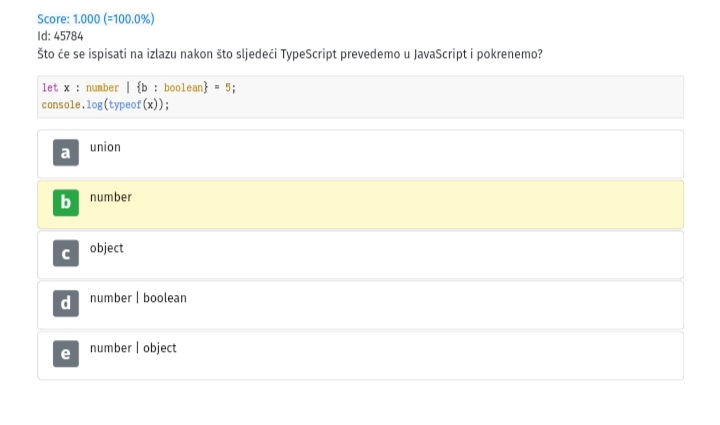 Score: 1.000 (=100.0%)
Id: 45784
Što će se ispisati na izlazu nakon što sljedeći TypeScript prevedemo u JavaScript i pokrenemo?
let x : number | {b : boolean} = 5;
console.log(typeof(x));
a union
b number
c object
d number | boolean
e number | object